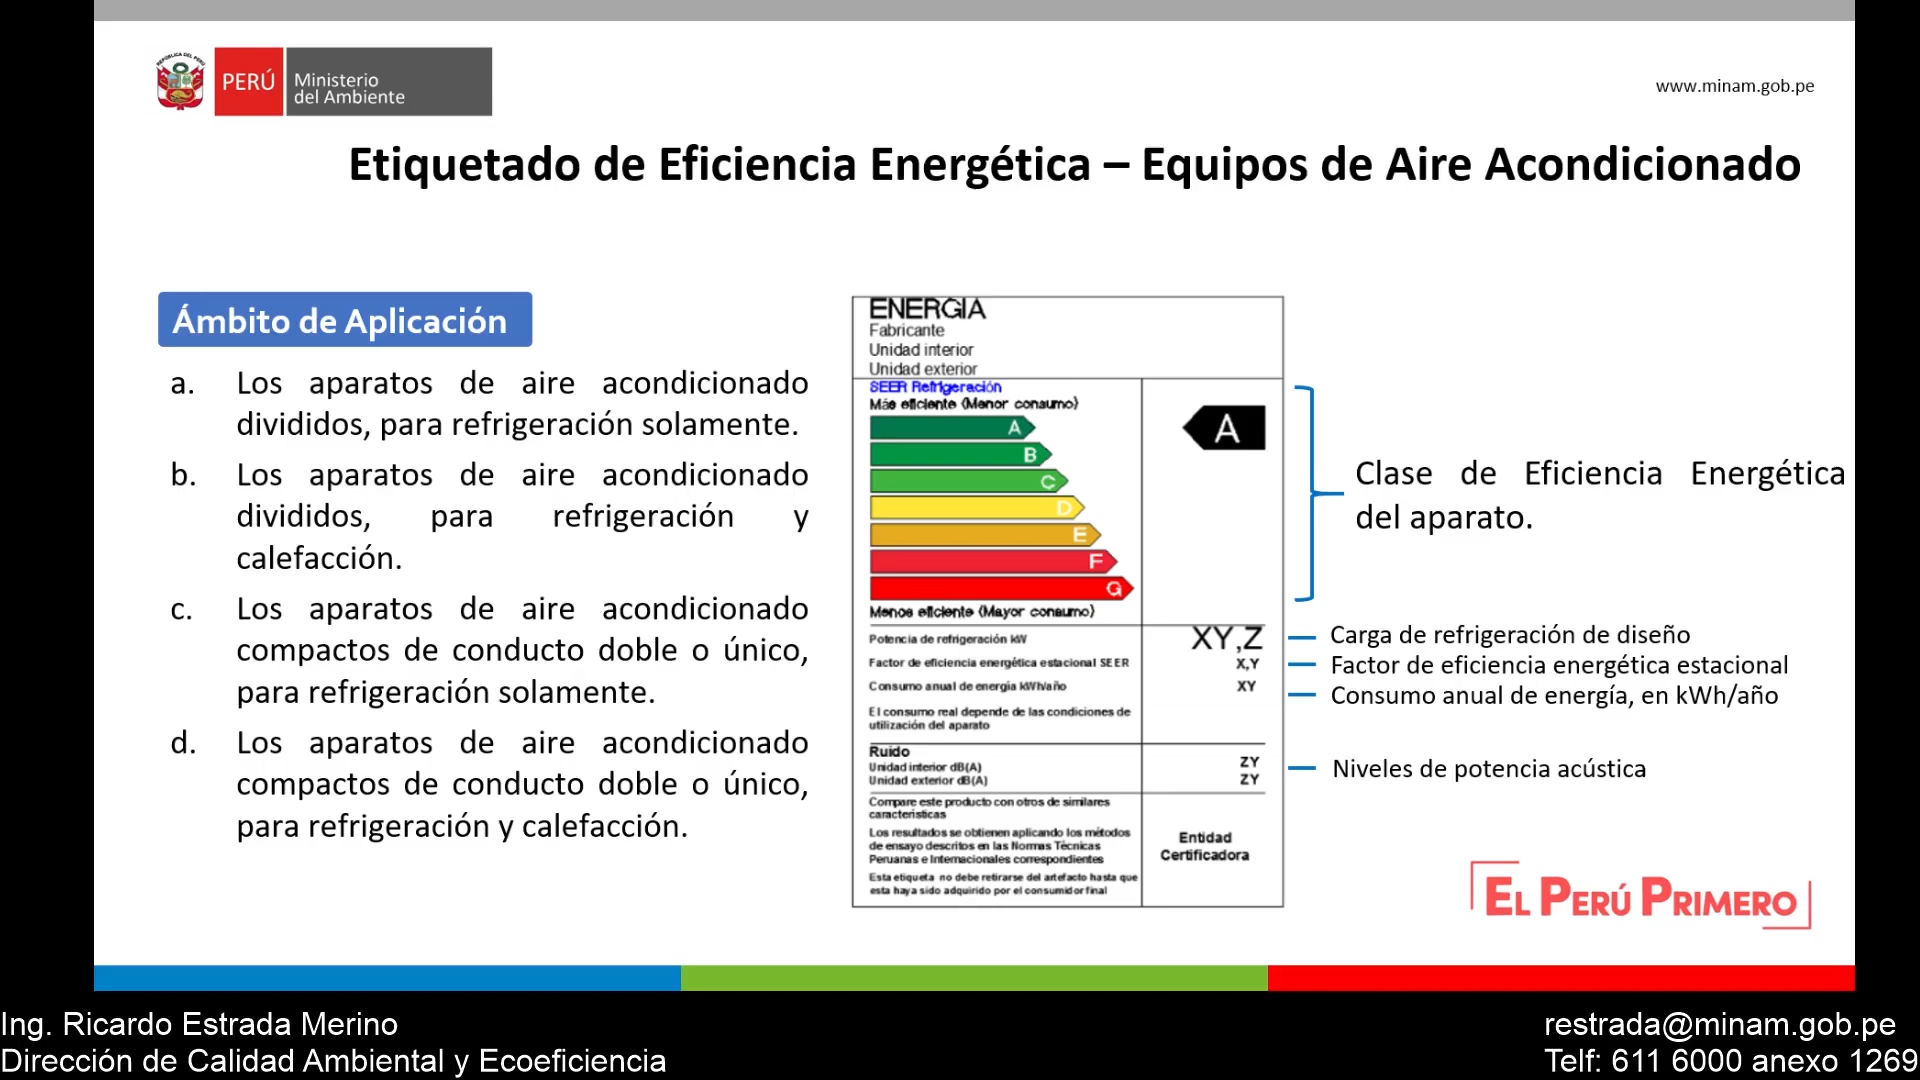 PERÚ
Ministerio
del Ambiente
www.minam.gob.pe
Etiquetado de Eficiencia Energética – Equipos de Aire Acondicionado
Ámbito de Aplicación
a. Los aparatos de aire acondicionado
divididos, para refrigeración solamente.
b. Los aparatos de aire acondicionado
divididos, para refrigeración y
calefacción.
c. Los aparatos de aire acondicionado
compactos de conducto doble o único,
para refrigeración solamente.
d. Los aparatos de aire acondicionado
compactos de conducto doble o único,
para refrigeración y calefacción.
ENERGIA
Fabricante
Unidad interior
Unidad exterior
SEER Refrigeración
Más eficiente (Menor consumo)
A
A
B
C
D
E
F
G
Menos eficiente (Mayor consumo)
Potencia de refrigeración kW XY,Z
Factor de eficiencia energética estacional SEER X,Y
Consumo anual de energía kWh/año XY
El consumo real depende de las condiciones de
utilización del aparato
Ruido
Unidad interior dB(A) ZY
Unidad exterior dB(A) ZY
Compare este producto con otros de similares
características
Los resultados se obtienen aplicando los métodos
de ensayo descritos en las Normas Técnicas
Peruanas e Internacionales correspondientes
Esta etiqueta no debe retirarse del artefacto hasta que
esta haya sido adquirido por el consumidor final
Entidad
Certificadora
Clase de Eficiencia Energética
del aparato.
Carga de refrigeración de diseño
Factor de eficiencia energética estacional
Consumo anual de energía, en kWh/año
Niveles de potencia acústica
EL PERÚ PRIMERO
Ing. Ricardo Estrada Merino
Dirección de Calidad Ambiental y Ecoeficiencia
restrada@minam.gob.pe
Telf: 611 6000 anexo 1269